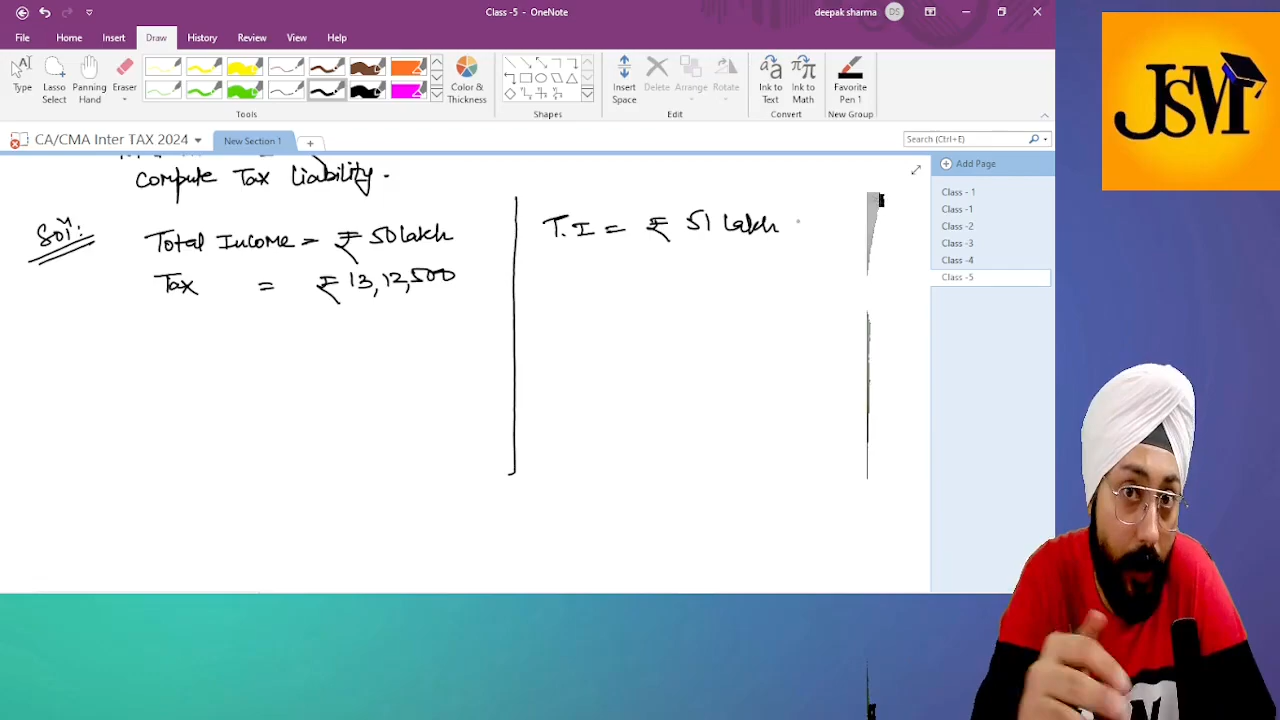 Class -5 - OneNote
deepak sharma
DS
File Home Insert Draw History Review View Help
Type
Lasso Select
Panning Hand
Eraser
Color & Thickness
Insert Space
Delete
Arrange
Rotate
Ink to Text
Ink to Math
Favorite Pen 1
Tools
Shapes
Edit
Convert
New Group
CA/CMA Inter TAX 2024
New Section 1
Search (Ctrl+E)
Add Page
Class - 1
Class -1
Class -2
Class -3
Class -4
Class -5
compute Tax Liability.
Sol:
Total Income = ₹ 50 lakh
Tax = ₹ 13,12,500
T.I = ₹ 51 lakh
JSM